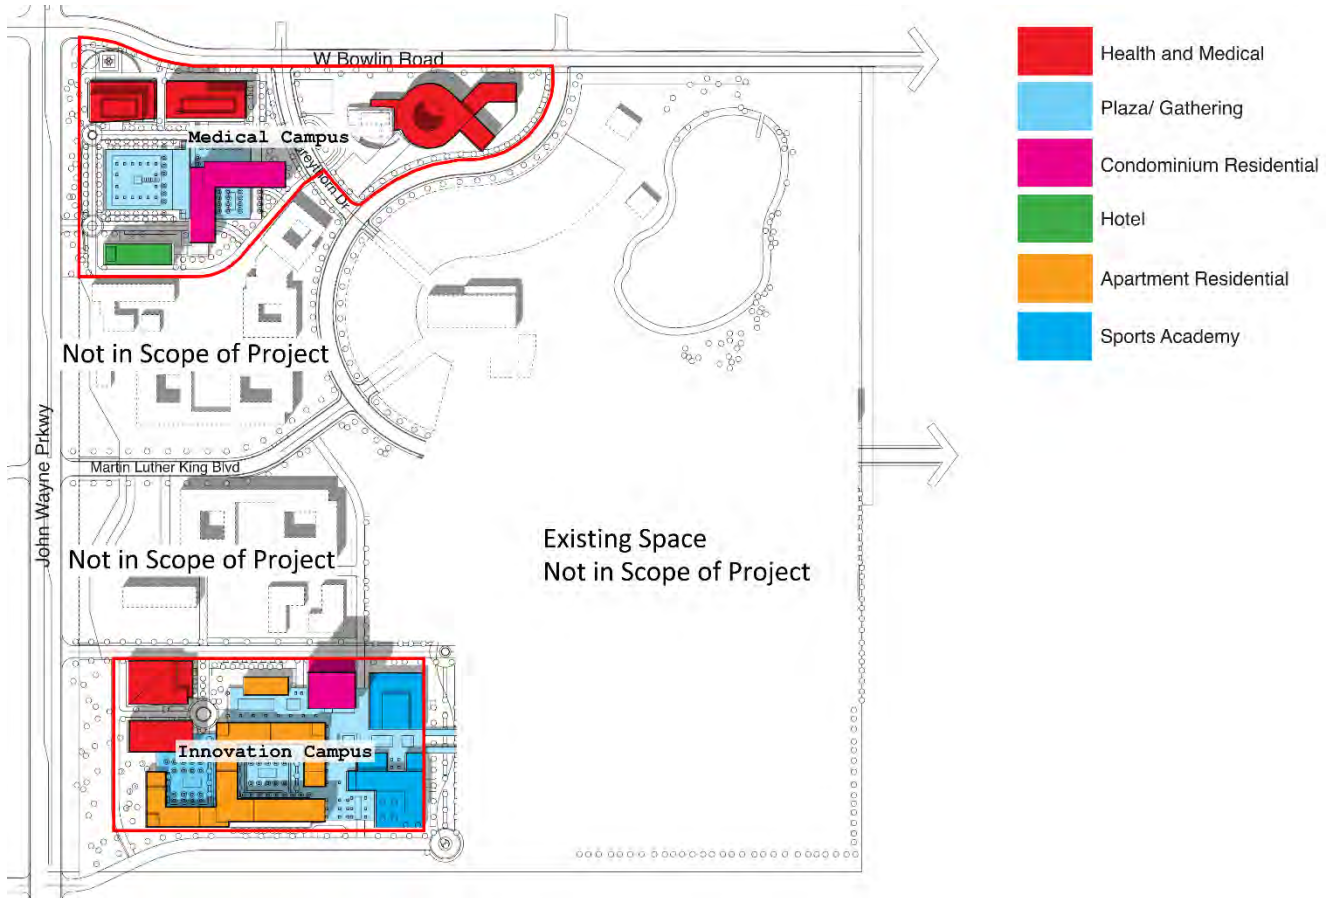 W Bowlin Road
Medical Campus
Greythorn Dr.
Not in Scope of Project
John Wayne Prkwy
Martin Luther King Blvd
Not in Scope of Project
Existing Space
Not in Scope of Project
Innovation Campus
Health and Medical
Plaza/ Gathering
Condominium Residential
Hotel
Apartment Residential
Sports Academy